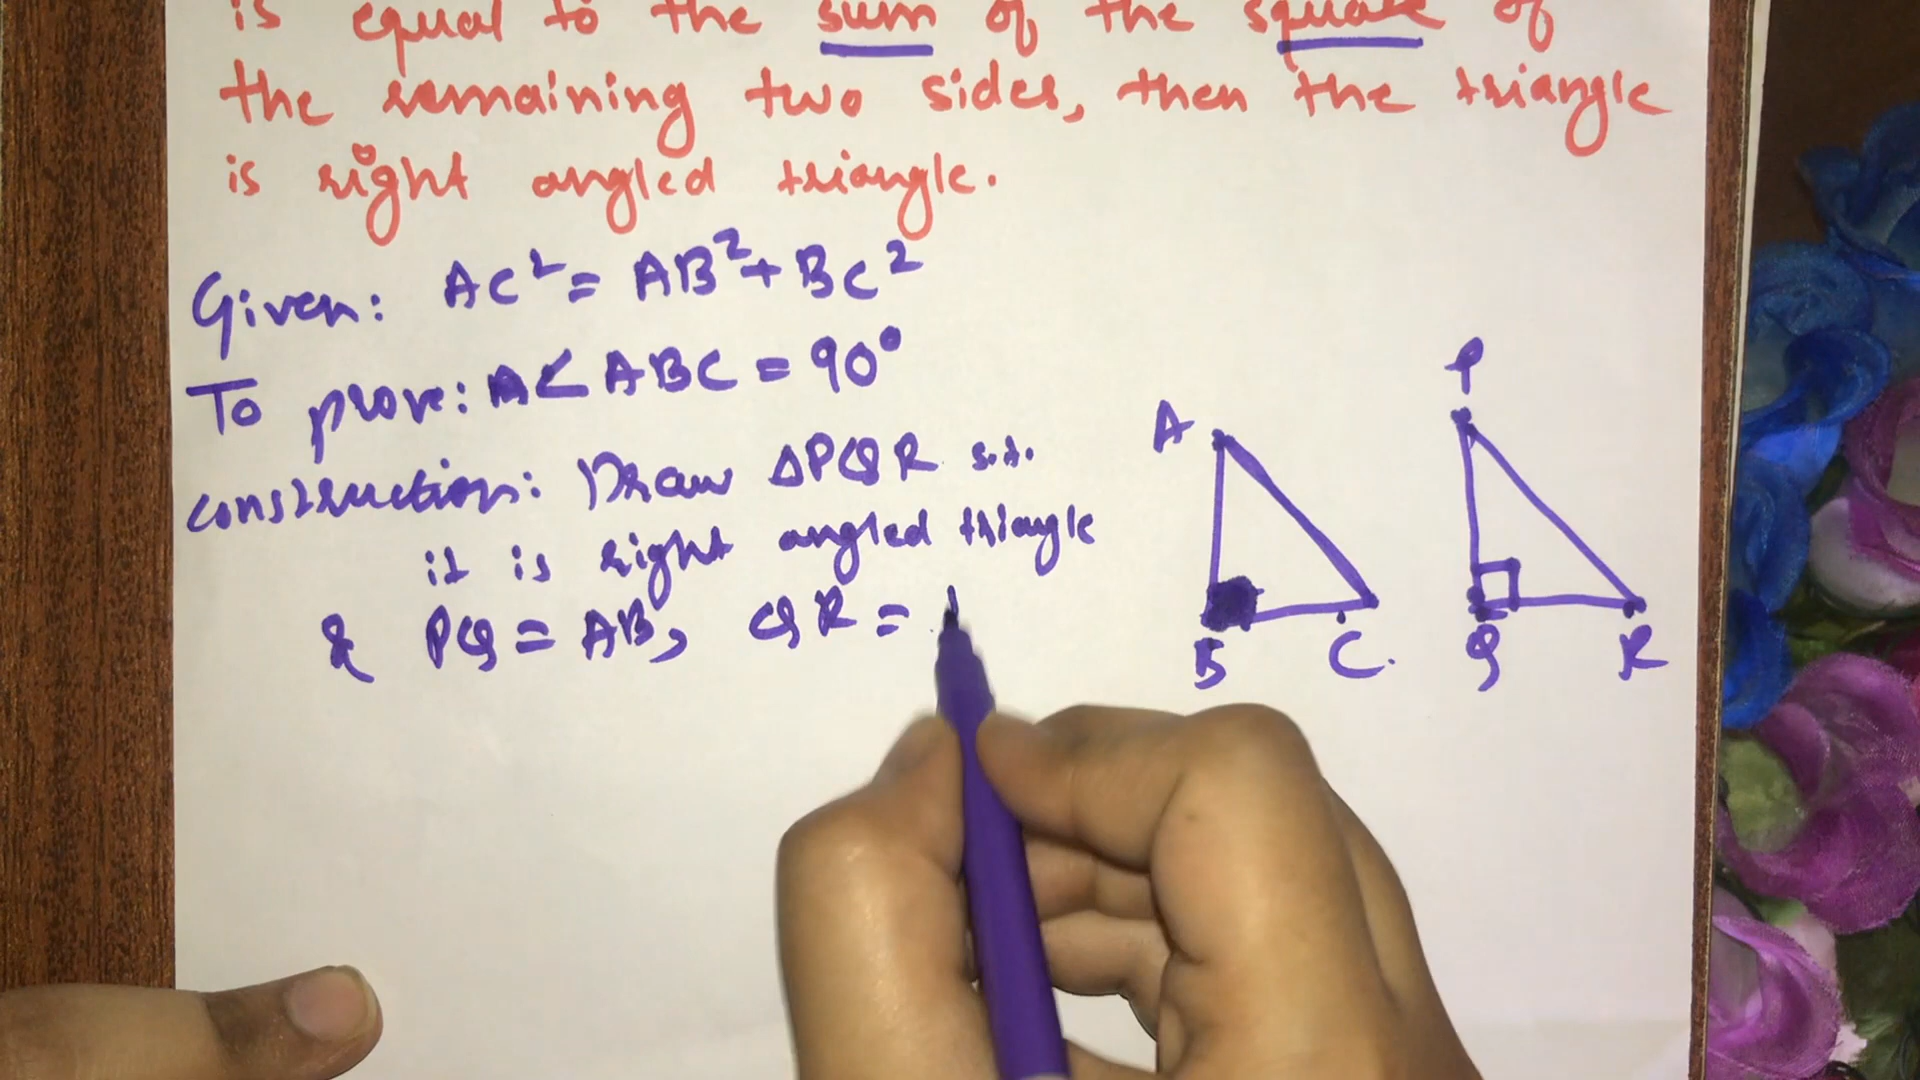 is equal to the sum of the square of
the remaining two sides, then the triangle
is right angled triangle.
Given: AC² = AB² + BC²
To prove: ∠ABC = 90°
construction: Draw △PQR s.t.
it is right angled triangle
& PQ = AB, QR =
P
A
B C.
Q R